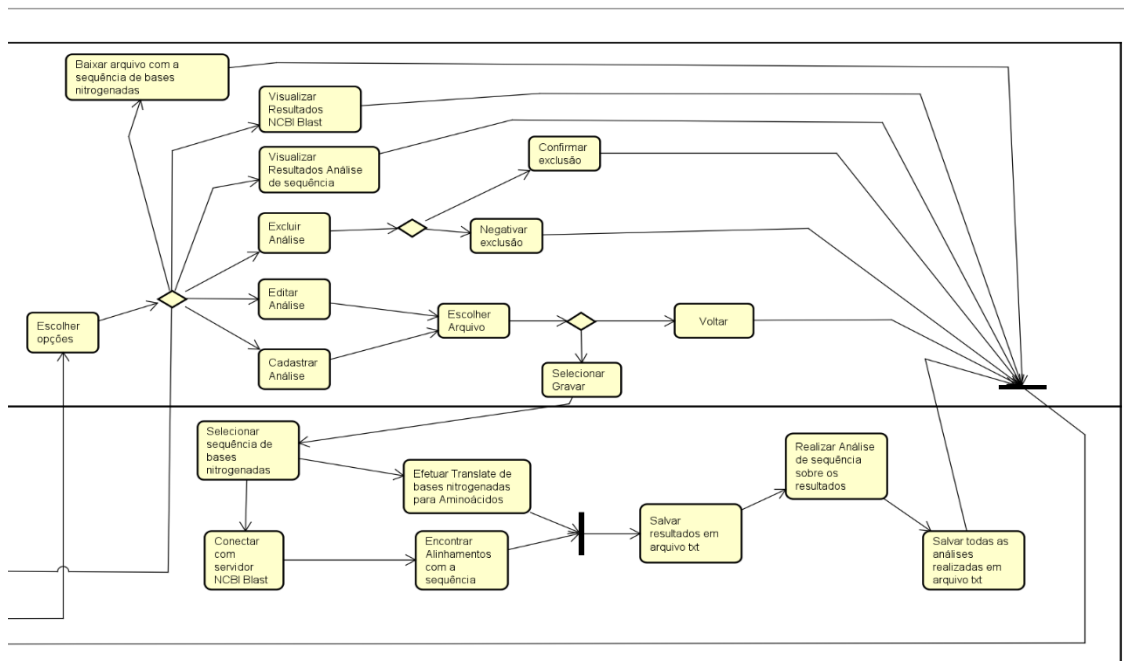 Baixar arquivo com a
sequência de bases
nitrogenadas
Visualizar
Resultados
NCBI Blast
Visualizar
Resultados Análise
de sequência
Confirmar
exclusão
Excluir
Análise
Negativar
exclusão
Editar
Análise
Escolher
Arquivo
Voltar
Escolher
opções
Cadastrar
Análise
Selecionar
Gravar
Selecionar
sequência de
bases
nitrogenadas
Efetuar Translate de
bases nitrogenadas
para Aminoácidos
Realizar Análise
de sequência
sobre os
resultados
Conectar
com
servidor
NCBI Blast
Encontrar
Alinhamentos
com a
sequência
Salvar
resultados em
arquivo txt
Salvar todas as
análises
realizadas em
arquivo txt